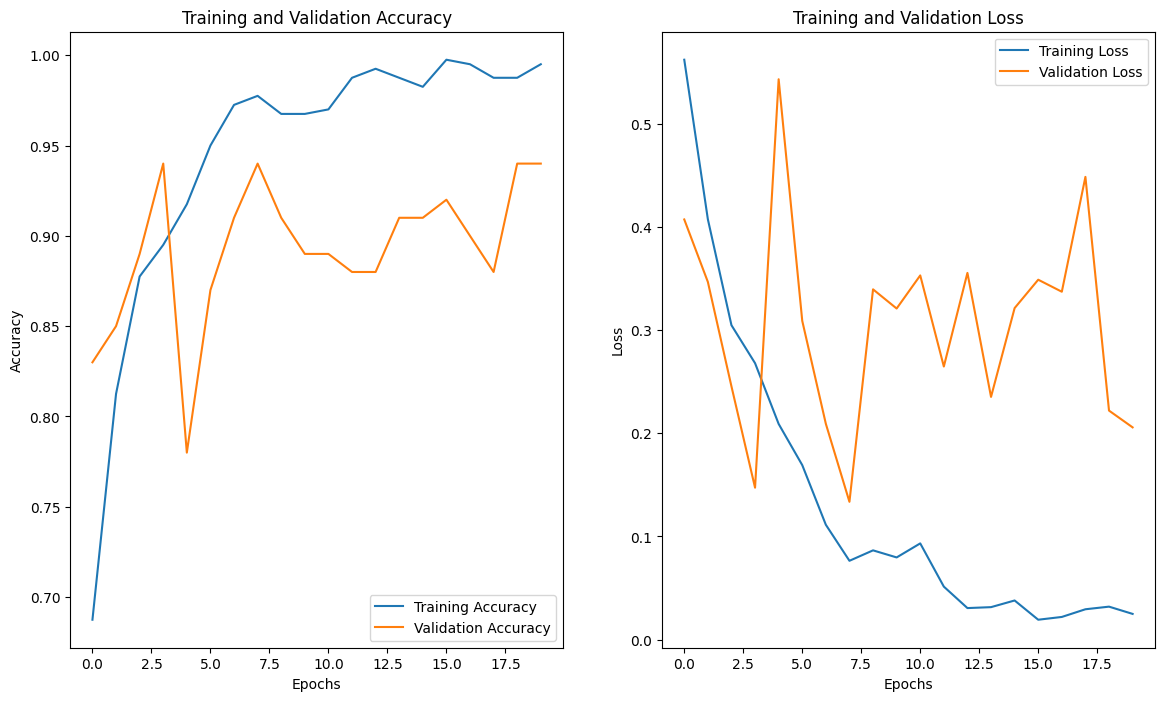 Training and Validation Accuracy
1.00
0.95
0.90
0.85
0.80
0.75
0.70
Accuracy
0.0 2.5 5.0 7.5 10.0 12.5 15.0 17.5
Epochs
Training Accuracy
Validation Accuracy
Training and Validation Loss
0.5
0.4
0.3
0.2
0.1
0.0
Loss
0.0 2.5 5.0 7.5 10.0 12.5 15.0 17.5
Epochs
Training Loss
Validation Loss